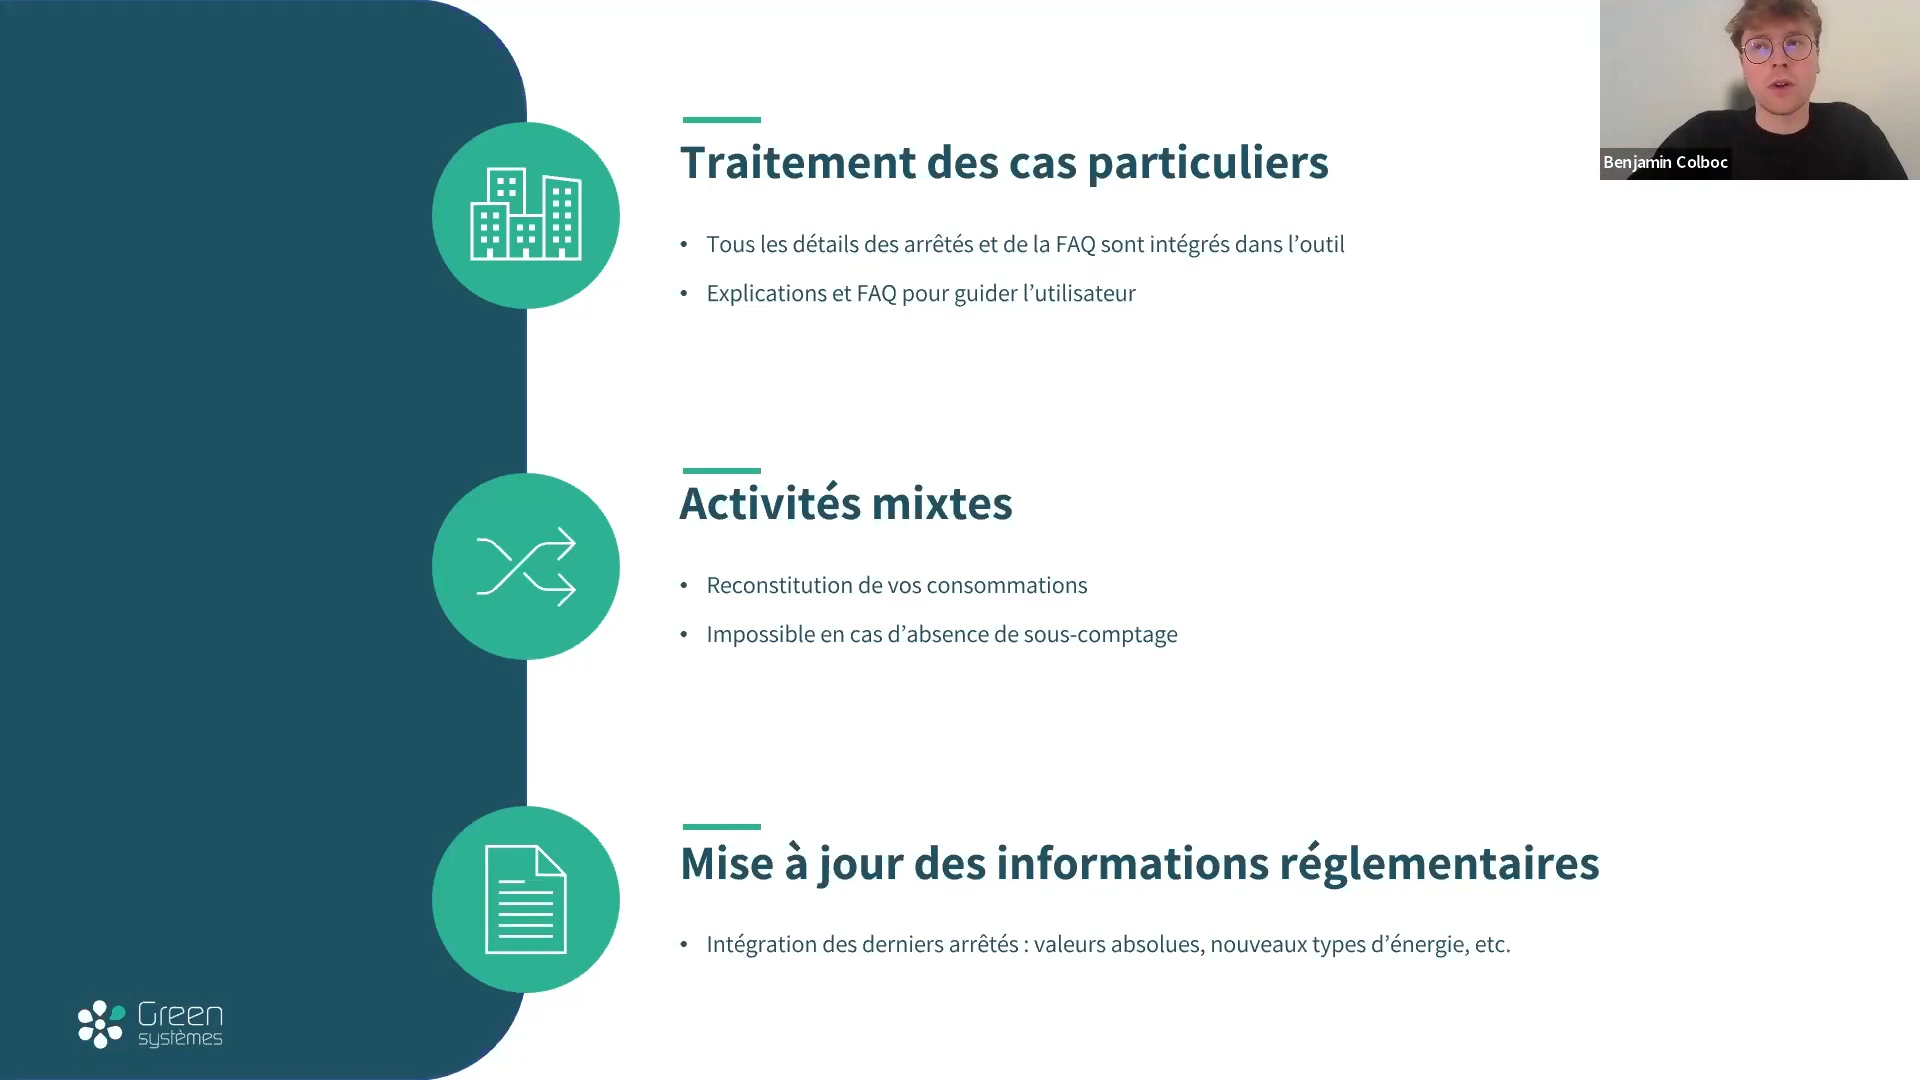 Traitement des cas particuliers
• Tous les détails des arrêtés et de la FAQ sont intégrés dans l’outil
• Explications et FAQ pour guider l’utilisateur
Activités mixtes
• Reconstitution de vos consommations
• Impossible en cas d’absence de sous-comptage
Mise à jour des informations réglementaires
• Intégration des derniers arrêtés : valeurs absolues, nouveaux types d’énergie, etc.
Green
systèmes
Benjamin Colboc